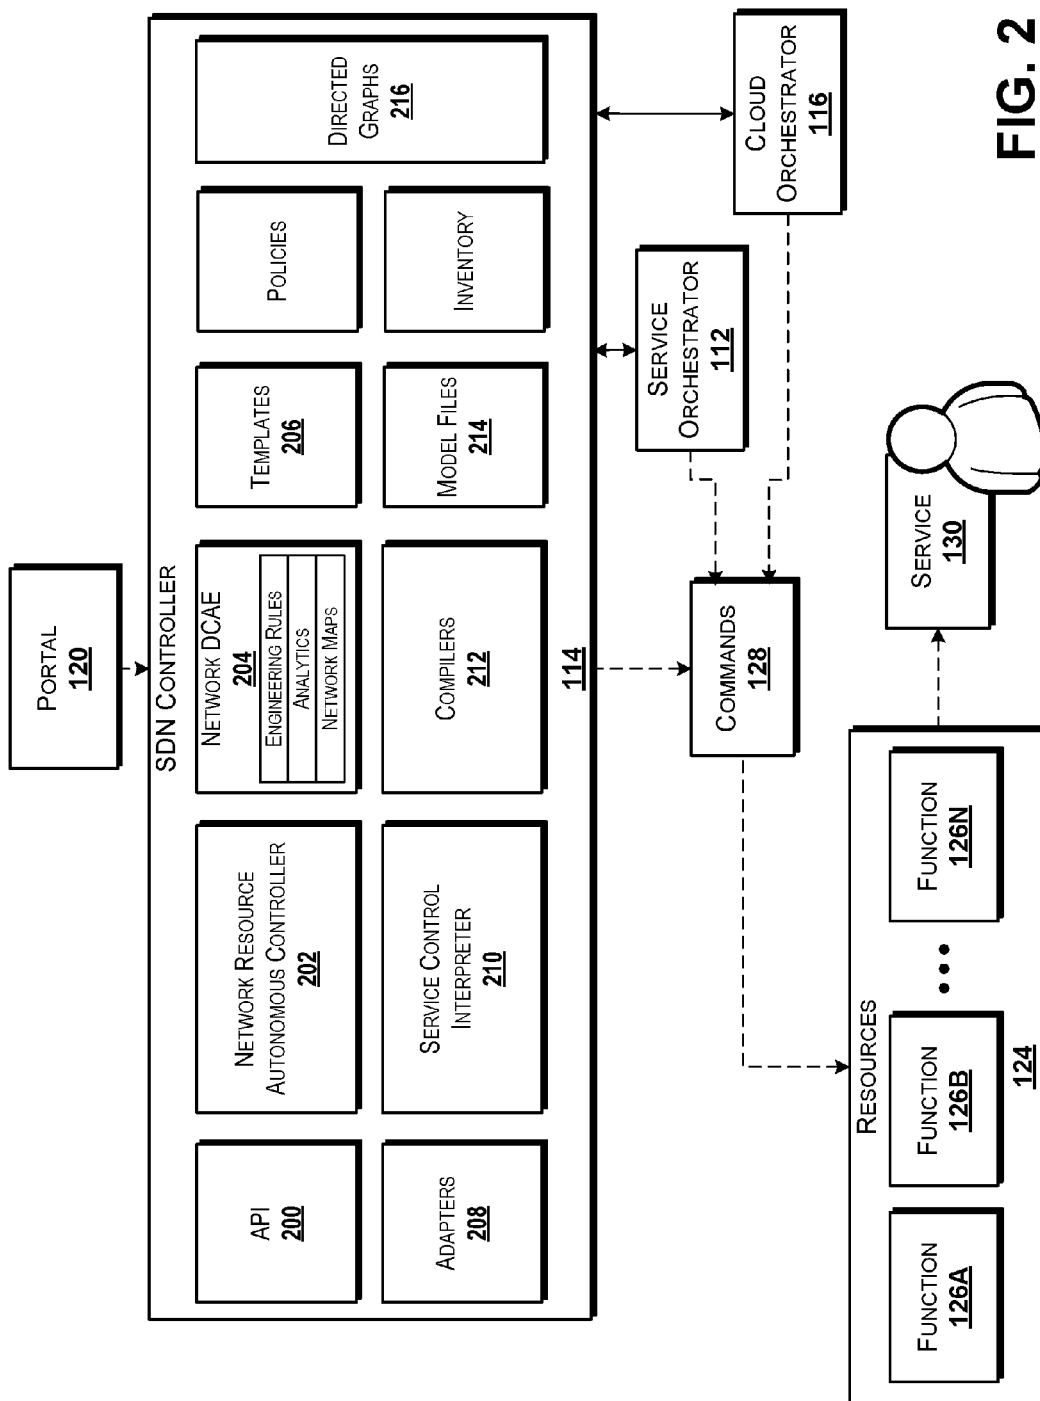 PORTAL
120
SDN CONTROLLER
API
200
NETWORK RESOURCE
AUTONOMOUS CONTROLLER
202
NETWORK DCAE
204
ENGINEERING RULES
ANALYTICS
NETWORK MAPS
TEMPLATES
206
POLICIES
DIRECTED
GRAPHS
216
ADAPTERS
208
SERVICE CONTROL
INTERPRETER
210
COMPILERS
212
MODEL FILES
214
INVENTORY
114
SERVICE
ORCHESTRATOR
112
CLOUD
ORCHESTRATOR
116
COMMANDS
128
RESOURCES
FUNCTION
126A
FUNCTION
126B
•••
FUNCTION
126N
124
SERVICE
130
FIG. 2